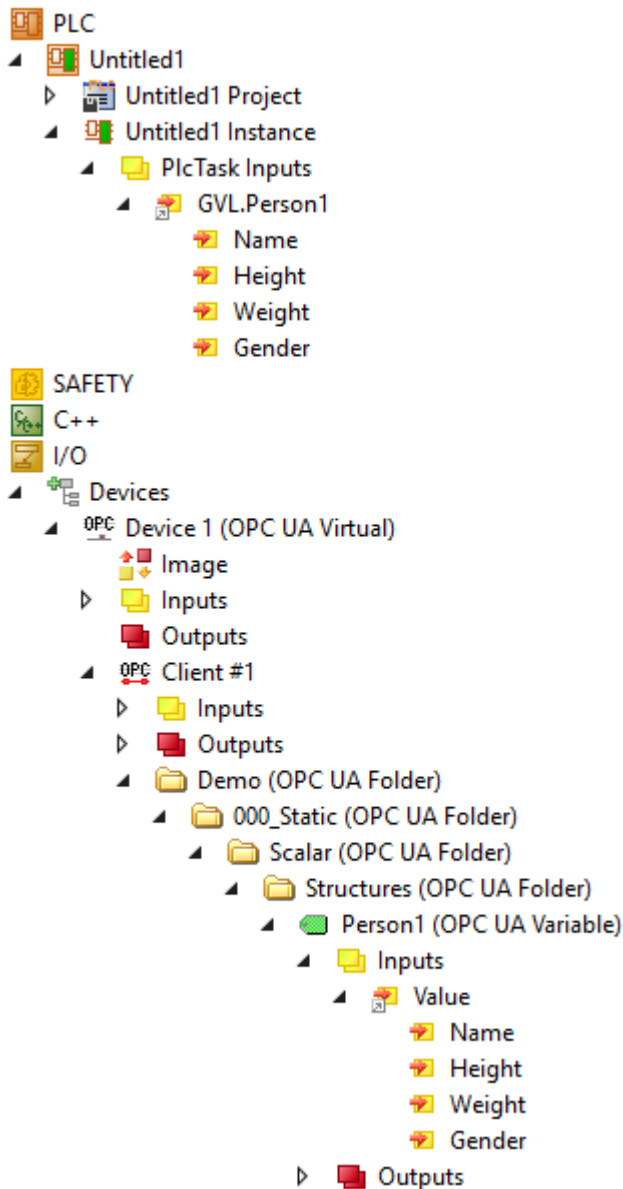 PLC
Untitled1
Untitled1 Project
Untitled1 Instance
PlcTask Inputs
GVL.Person1
Name
Height
Weight
Gender
SAFETY
C++
I/O
Devices
OPC Device 1 (OPC UA Virtual)
Image
Inputs
Outputs
OPC Client #1
Inputs
Outputs
Demo (OPC UA Folder)
000_Static (OPC UA Folder)
Scalar (OPC UA Folder)
Structures (OPC UA Folder)
Person1 (OPC UA Variable)
Inputs
Value
Name
Height
Weight
Gender
Outputs